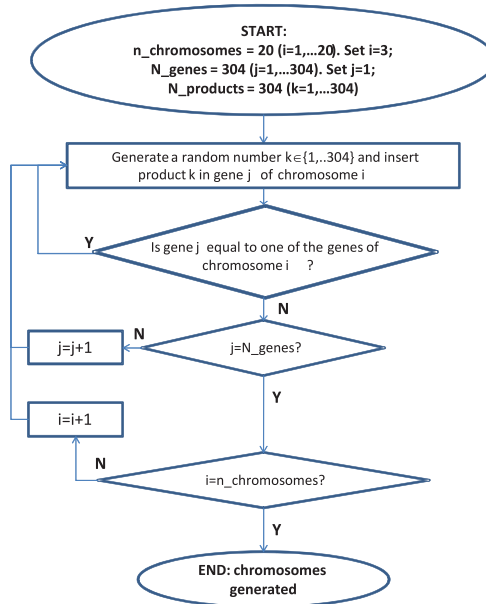 START:
n_chromosomes = 20 (i=1,...20). Set i=3;
N_genes = 304 (j=1,...304). Set j=1;
N_products = 304 (k=1,...304)
Generate a random number k∈{1,..304} and insert
product k in gene j of chromosome i
Y
Is gene j equal to one of the genes of
chromosome i ?
N
N
j=j+1
j=N_genes?
Y
i=i+1
N
i=n_chromosomes?
Y
END: chromosomes
generated